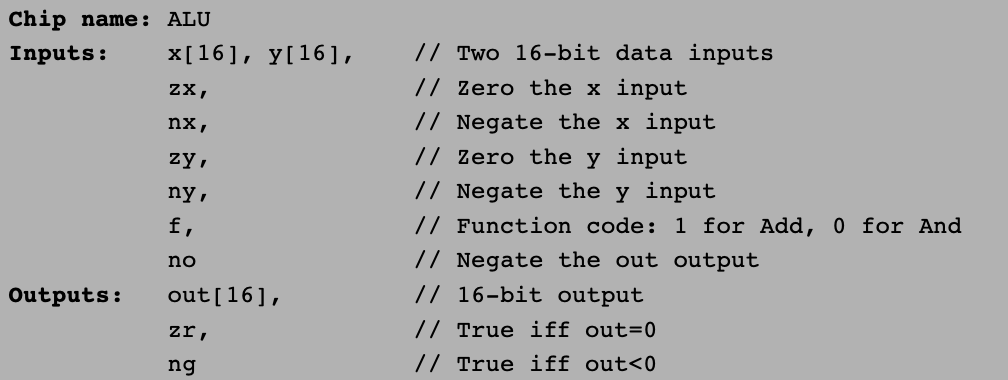 Chip name: ALU
Inputs: x[16], y[16], // Two 16-bit data inputs
zx, // Zero the x input
nx, // Negate the x input
zy, // Zero the y input
ny, // Negate the y input
f, // Function code: 1 for Add, 0 for And
no // Negate the out output
Outputs: out[16], // 16-bit output
zr, // True iff out=0
ng // True iff out<0